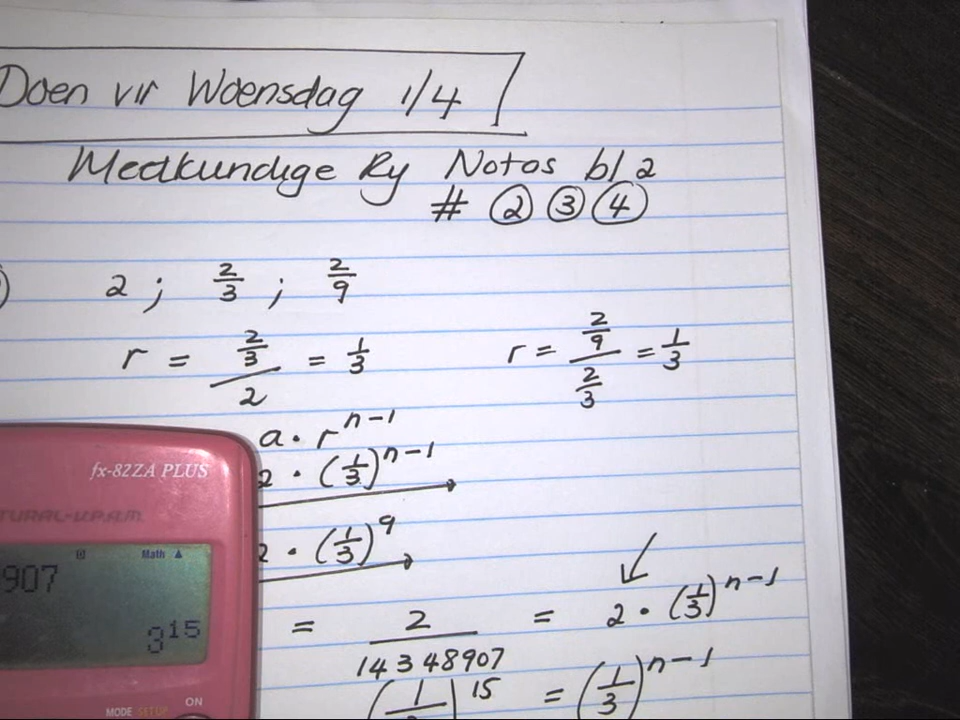 Doen vir Woensdag 1/4
Meetkundige Ry Notas bl 2
# ② ③ ④
2 ; 2/3 ; 2/9
r = (2/3)/2 = 1/3 r = (2/9)/(2/3) = 1/3
a · r^(n-1)
2 · (1/3)^(n-1)
2 · (1/3)^9
= 2/14348907 = 2 · (1/3)^(n-1)
(1/3)^15 = (1/3)^(n-1)
fx-82ZA PLUS
NATURAL-V.P.A.M.
D Math ▲
907
3^15
MODE SETUP ON